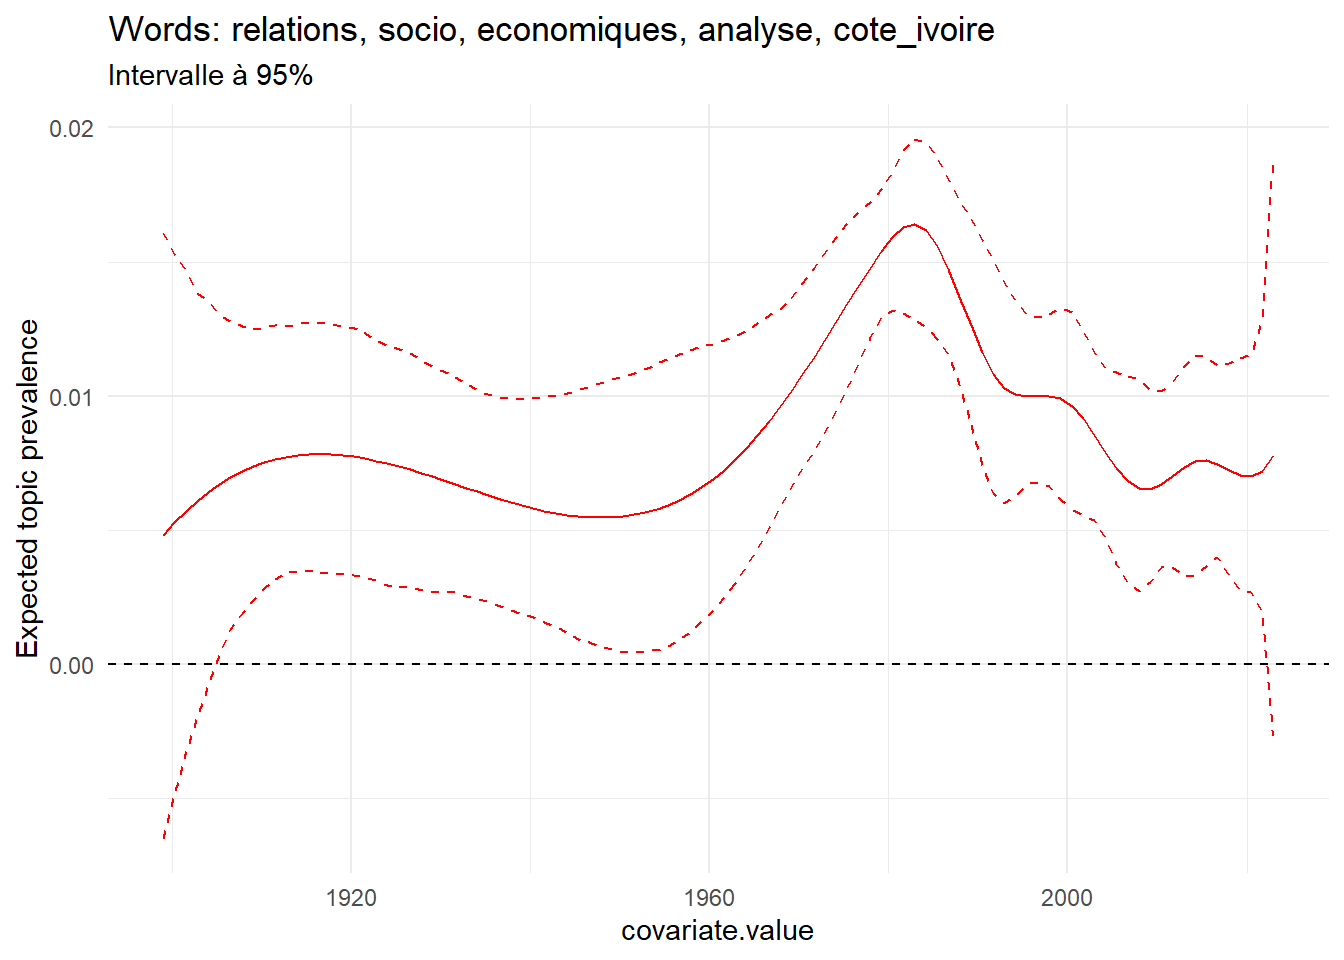 Words: relations, socio, economiques, analyse, cote_ivoire
Intervalle à 95%
Expected topic prevalence
0.02
0.01
0.00
1920
1960
2000
covariate.value